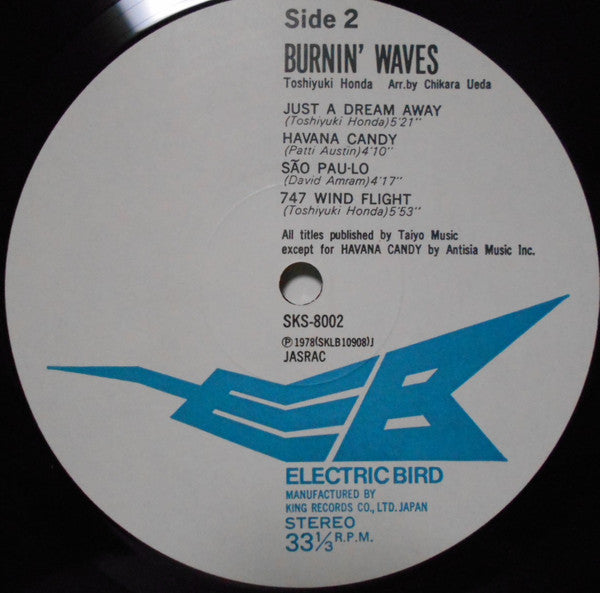 Side 2
BURNIN' WAVES
Toshiyuki Honda Arr.by Chikara Ueda
JUST A DREAM AWAY
(Toshiyuki Honda)5'21"
HAVANA CANDY
(Patti Austin)4'10"
SÃO PAU-LO
(David Amram)4'17"
747 WIND FLIGHT
(Toshiyuki Honda)5'53"
All titles published by Taiyo Music
except for HAVANA CANDY by Antisia Music Inc.
SKS-8002
Ⓟ1978(SKLB10908)J
JASRAC
EB
ELECTRIC BIRD
MANUFACTURED BY
KING RECORDS CO., LTD. JAPAN
STEREO
33⅓ R.P.M.